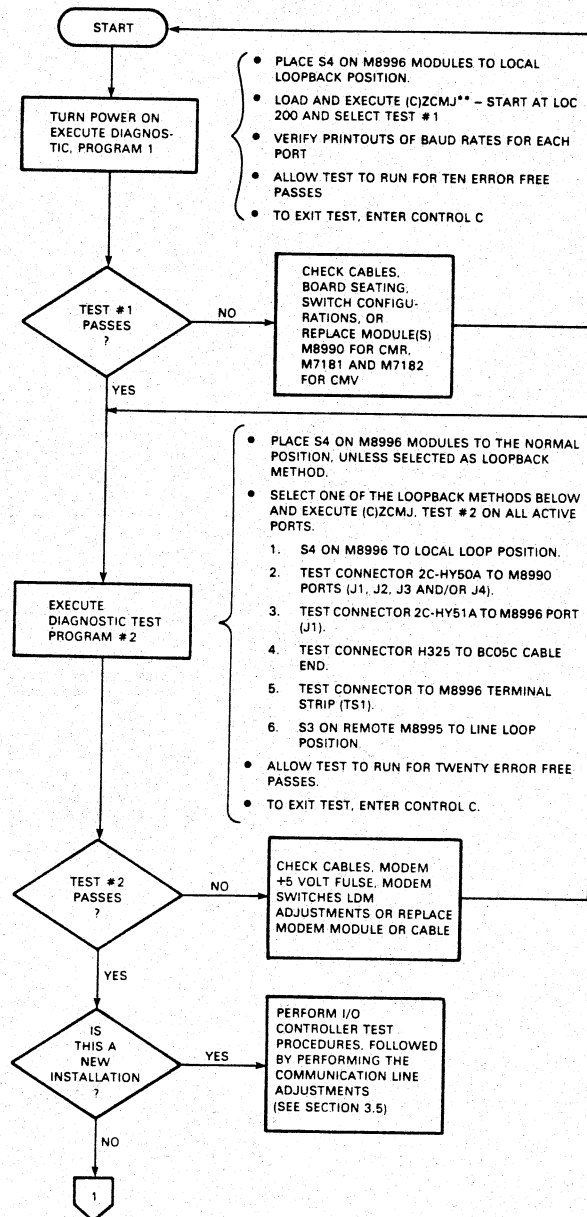 START
TURN POWER ON
EXECUTE DIAGNOS-
TIC, PROGRAM 1
• PLACE S4 ON M8996 MODULES TO LOCAL
LOOPBACK POSITION.
• LOAD AND EXECUTE (C)ZCMJ** – START AT LOC
200 AND SELECT TEST #1
• VERIFY PRINTOUTS OF BAUD RATES FOR EACH
PORT
• ALLOW TEST TO RUN FOR TEN ERROR FREE
PASSES
• TO EXIT TEST, ENTER CONTROL C
TEST #1
PASSES
?
NO
CHECK CABLES,
BOARD SEATING,
SWITCH CONFIGU-
RATIONS, OR
REPLACE MODULE(S)
M8990 FOR CMR,
M7181 AND M7182
FOR CMV
YES
EXECUTE
DIAGNOSTIC TEST
PROGRAM #2
• PLACE S4 ON M8996 MODULES TO THE NORMAL
POSITION, UNLESS SELECTED AS LOOPBACK
METHOD.
• SELECT ONE OF THE LOOPBACK METHODS BELOW
AND EXECUTE (C)ZCMJ, TEST #2 ON ALL ACTIVE
PORTS.
1. S4 ON M8996 TO LOCAL LOOP POSITION.
2. TEST CONNECTOR 2C-HY50A TO M8990
PORTS (J1, J2, J3 AND/OR J4).
3. TEST CONNECTOR 2C-HY51A TO M8996 PORT
(J1).
4. TEST CONNECTOR H325 TO BC05C CABLE
END.
5. TEST CONNECTOR TO M8996 TERMINAL
STRIP (TS1).
6. S3 ON REMOTE M8995 TO LINE LOOP
POSITION.
• ALLOW TEST TO RUN FOR TWENTY ERROR FREE
PASSES.
• TO EXIT TEST, ENTER CONTROL C.
TEST #2
PASSES
?
NO
CHECK CABLES, MODEM
+5 VOLT FULSE, MODEM
SWITCHES LDM
ADJUSTMENTS OR REPLACE
MODEM MODULE OR CABLE
YES
IS
THIS A
NEW
INSTALLATION
?
YES
PERFORM I/O
CONTROLLER TEST
PROCEDURES, FOLLOWED
BY PERFORMING THE
COMMUNICATION LINE
ADJUSTMENTS
(SEE SECTION 3.5)
NO
1